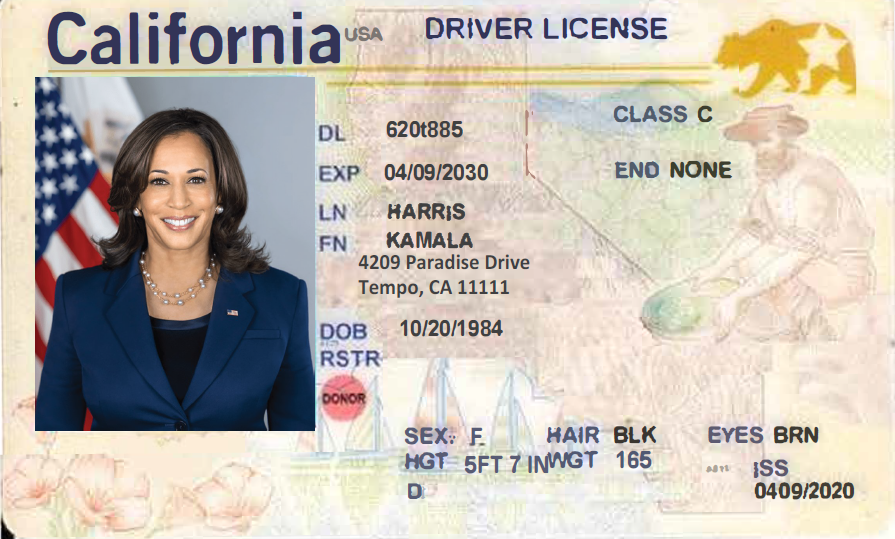 California USA DRIVER LICENSE
DL 620t885
CLASS C
EXP 04/09/2030
END NONE
LN HARRIS
FN KAMALA
4209 Paradise Drive
Tempo, CA 11111
DOB 10/20/1984
RSTR
DONOR
SEX: F HAIR BLK EYES BRN
HGT 5FT 7 IN WGT 165
ISS
D
0409/2020